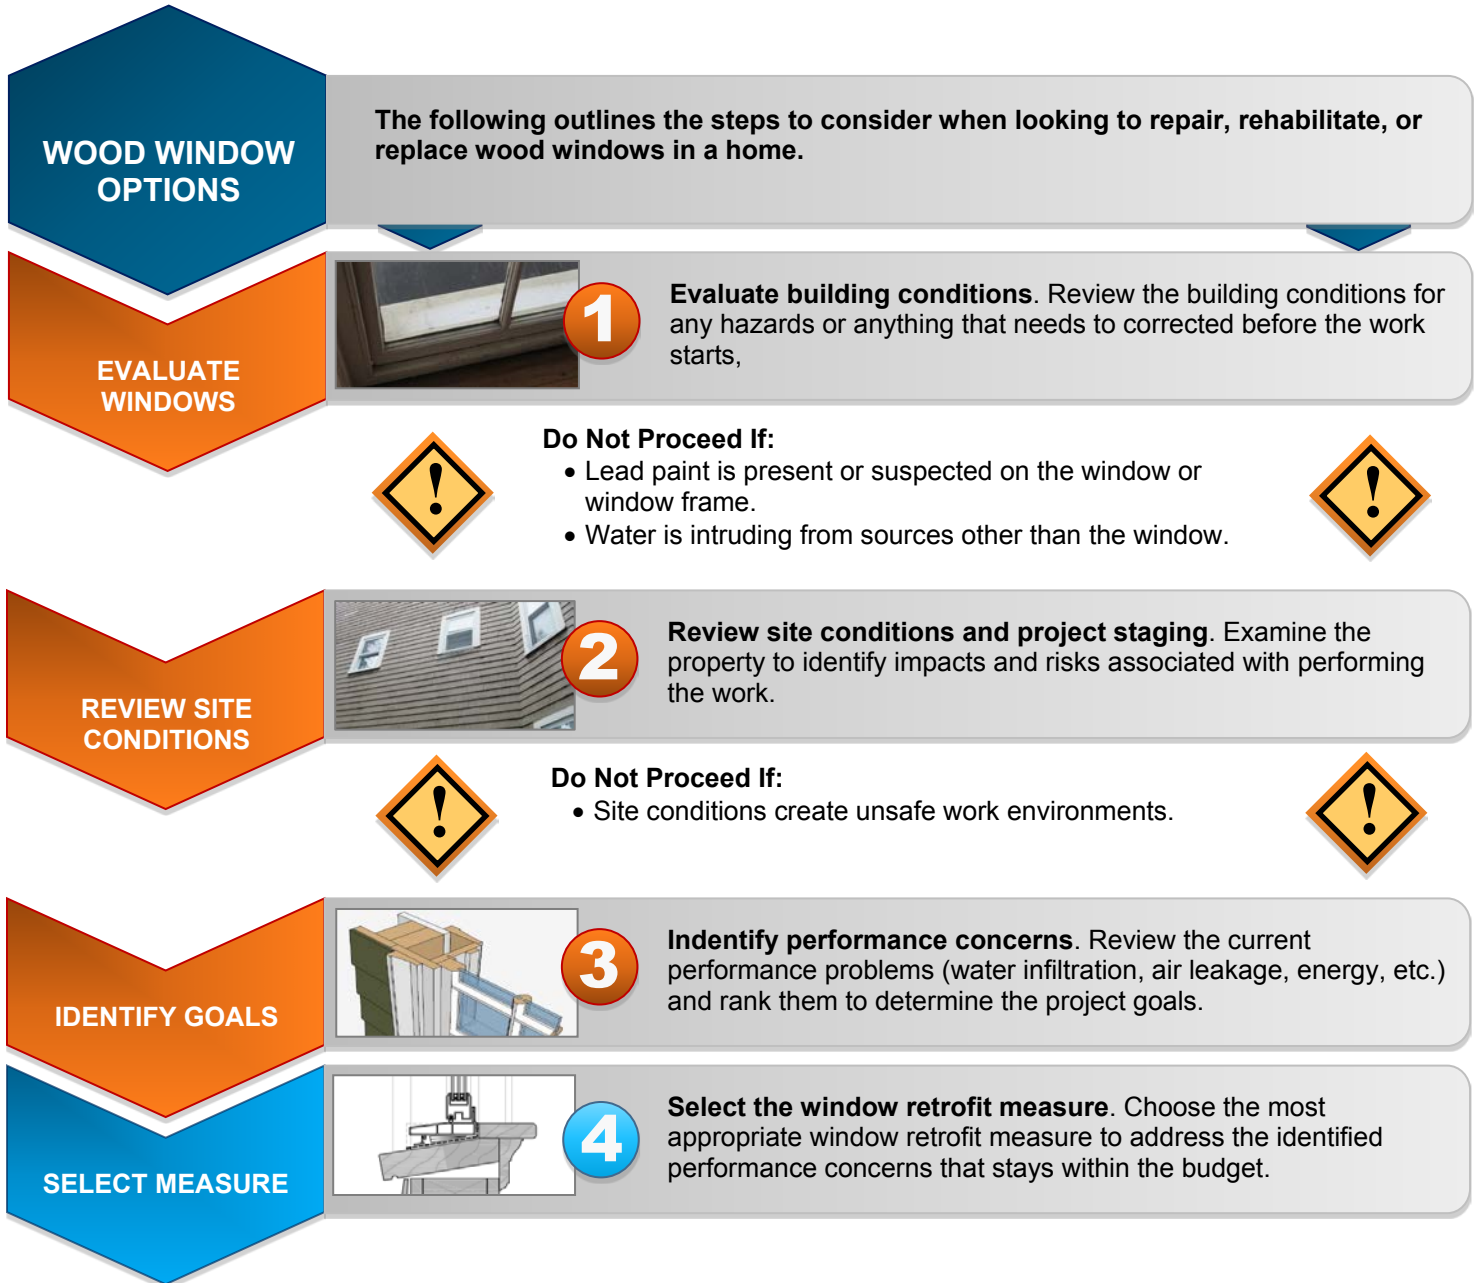 WOOD WINDOW
OPTIONS
The following outlines the steps to consider when looking to repair, rehabilitate, or
replace wood windows in a home.
EVALUATE
WINDOWS
1
Evaluate building conditions. Review the building conditions for
any hazards or anything that needs to corrected before the work
starts,
!
Do Not Proceed If:
• Lead paint is present or suspected on the window or
window frame.
• Water is intruding from sources other than the window.
!
REVIEW SITE
CONDITIONS
2
Review site conditions and project staging. Examine the
property to identify impacts and risks associated with performing
the work.
!
Do Not Proceed If:
• Site conditions create unsafe work environments.
!
IDENTIFY GOALS
3
Indentify performance concerns. Review the current
performance problems (water infiltration, air leakage, energy, etc.)
and rank them to determine the project goals.
SELECT MEASURE
4
Select the window retrofit measure. Choose the most
appropriate window retrofit measure to address the identified
performance concerns that stays within the budget.